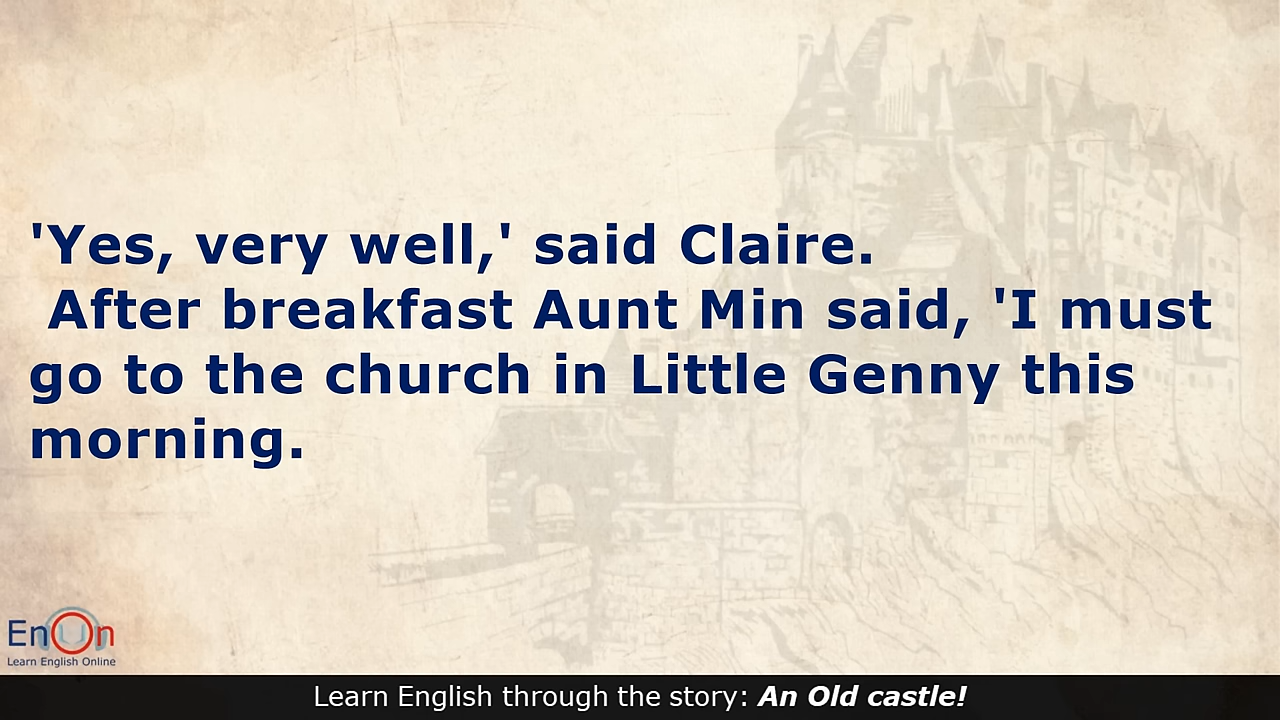 'Yes, very well,' said Claire.
After breakfast Aunt Min said, 'I must
go to the church in Little Genny this
morning.
EnOn
Learn English Online
Learn English through the story: An Old castle!